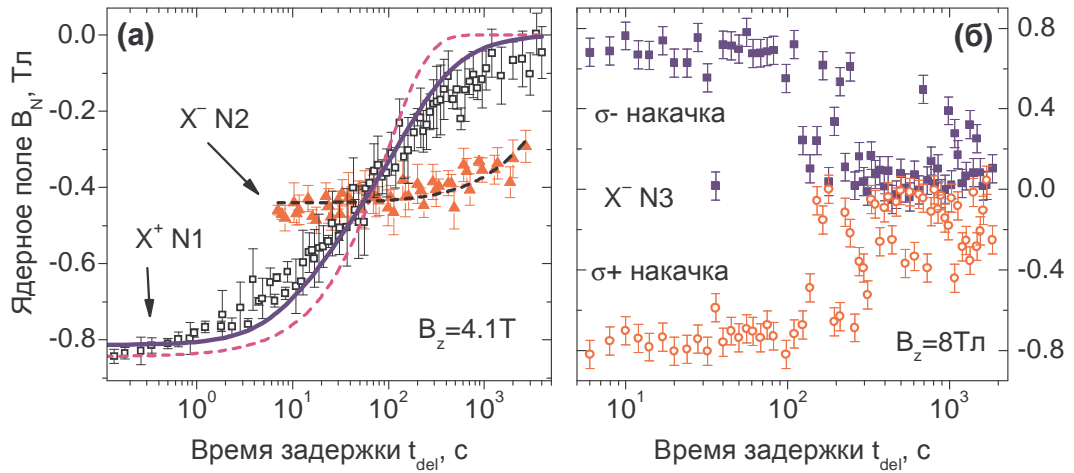 Ядерное поле B_N, Тл
0.0
-0.2
-0.4
-0.6
-0.8
(а)
X⁻ N2
X⁺ N1
B_z=4.1T
10⁰ 10¹ 10² 10³
Время задержки t_del, с
(б)
σ- накачка
X⁻ N3
σ+ накачка
B_z=8Тл
0.8
0.4
0.0
-0.4
-0.8
10¹ 10² 10³
Время задержки t_del, с